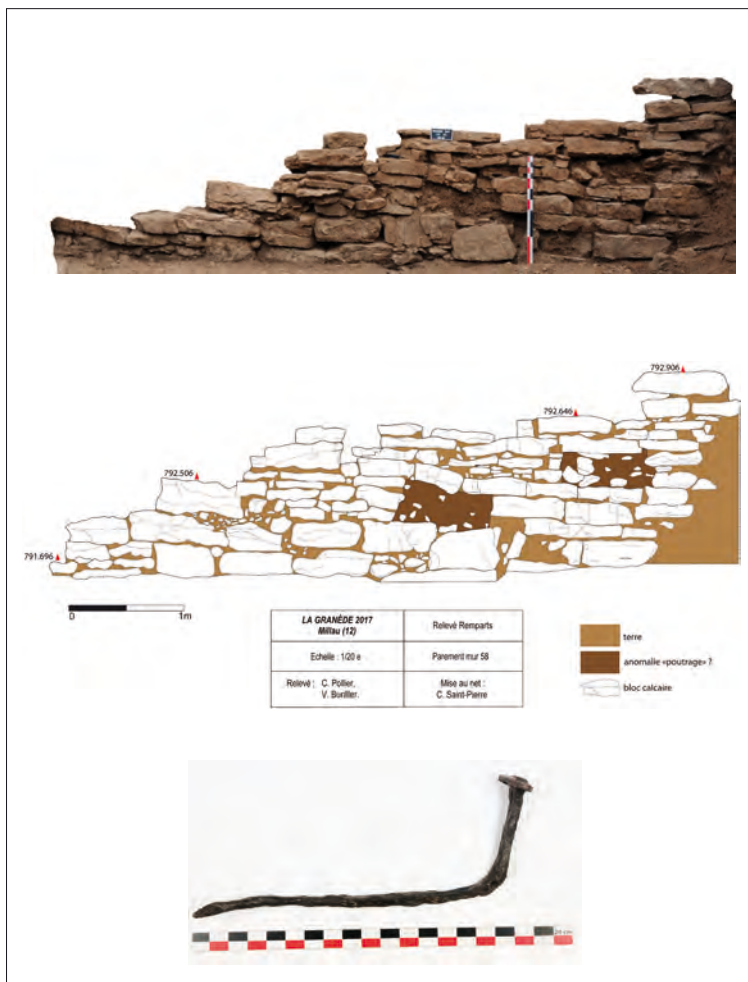 792.906
792.646
792.506
791.696
0 1m
LA GRANÈDE 2017
Millau (12)
Relevé Remparts
Echelle : 1/20 e
Parement mur 58
Relevé : C. Pollier,
V.
Mise au net :
C. Saint-Pierre
terre
anomalie «poutrage» ?
bloc calcaire